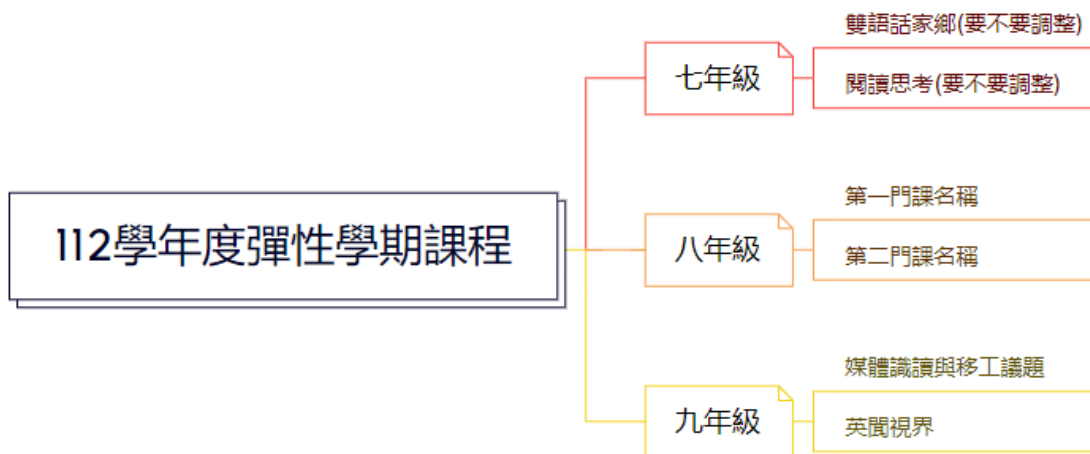 112學年度彈性學期課程
七年級
雙語話家鄉(要不要調整)
閱讀思考(要不要調整)
八年級
第一門課名稱
第二門課名稱
九年級
媒體識讀與移工議題
英聞視界